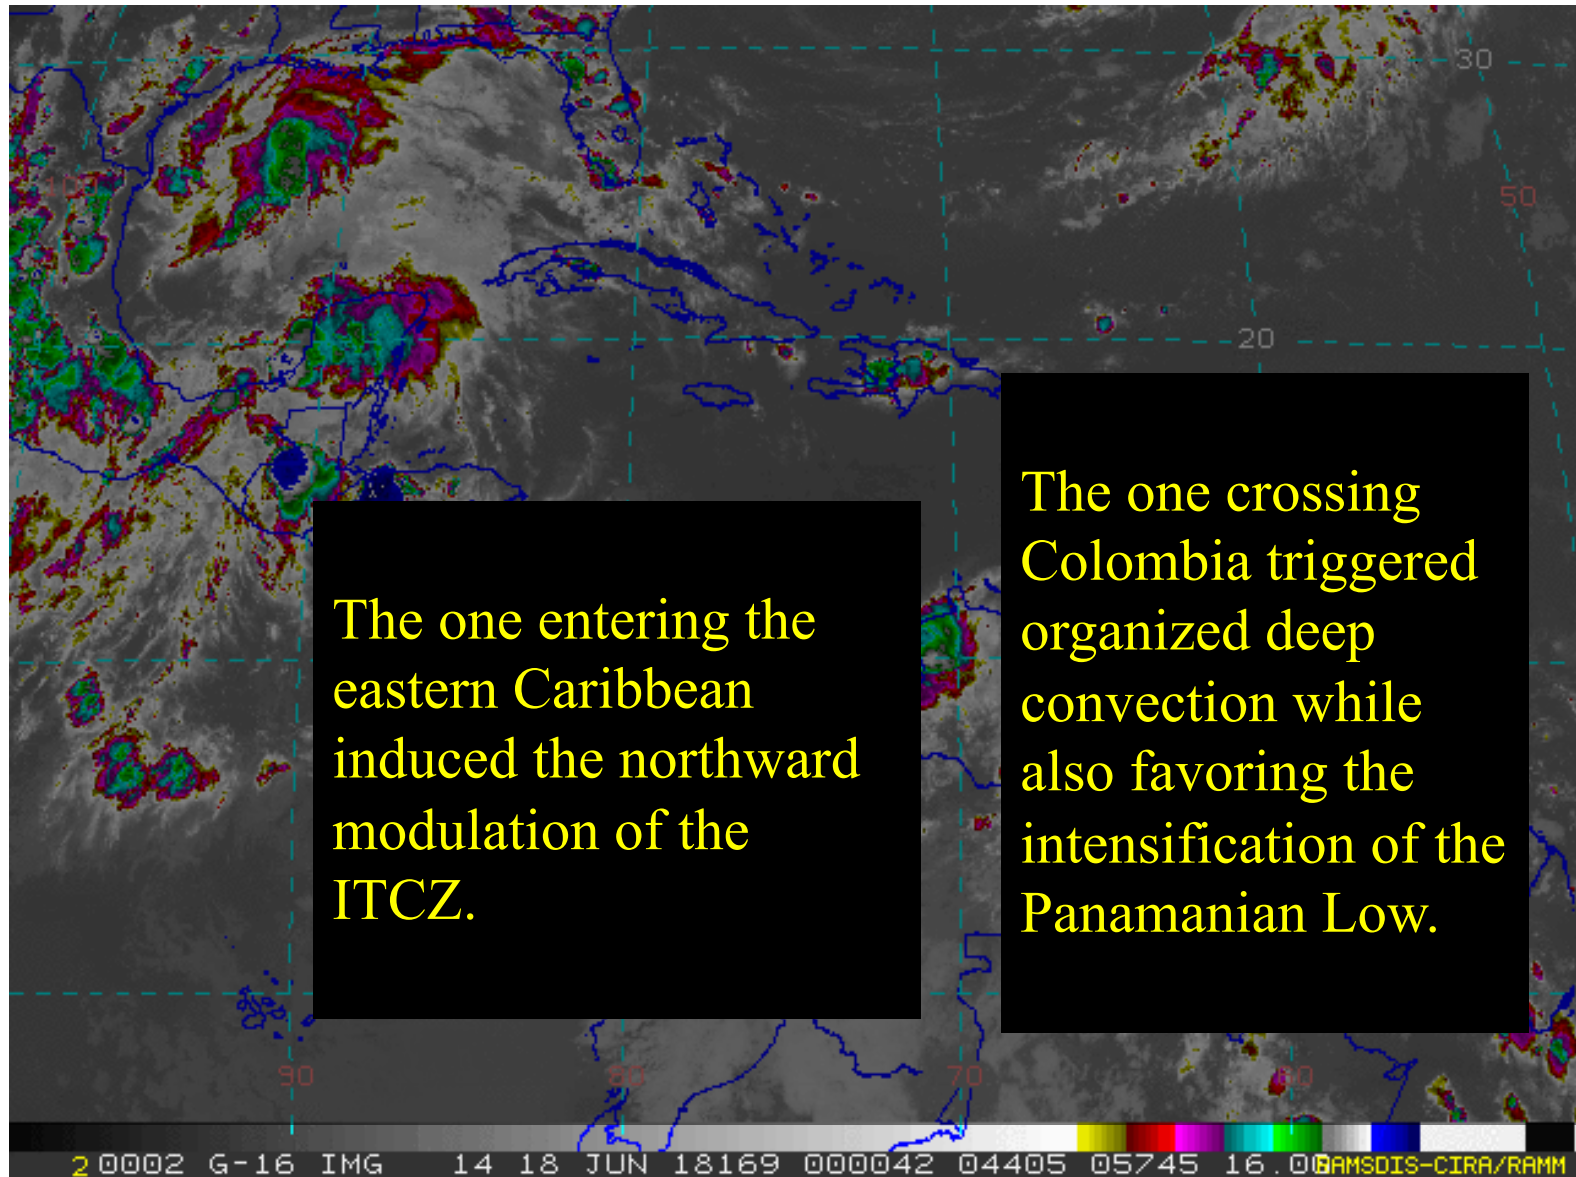 30
100
50
20
The one entering the
eastern Caribbean
induced the northward
modulation of the
ITCZ.
The one crossing
Colombia triggered
organized deep
convection while
also favoring the
intensification of the
Panamanian Low.
90
80
70
60
2 0002 G-16 IMG 14 18 JUN 18169 000042 04405 05745 16.00 RAMSDIS-CIRA/RAMM